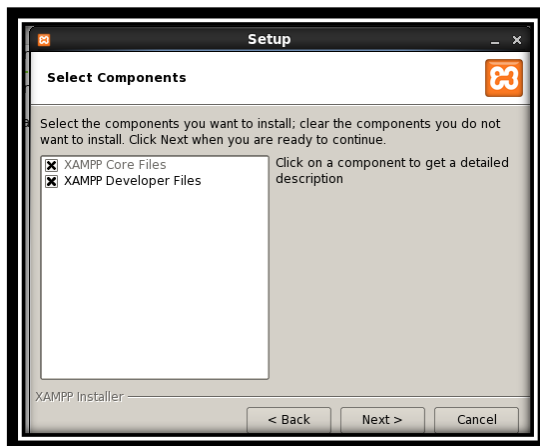 Setup
Select Components
Select the components you want to install; clear the components you do not
want to install. Click Next when you are ready to continue.
XAMPP Core Files
XAMPP Developer Files
Click on a component to get a detailed
description
XAMPP Installer
< Back
Next >
Cancel